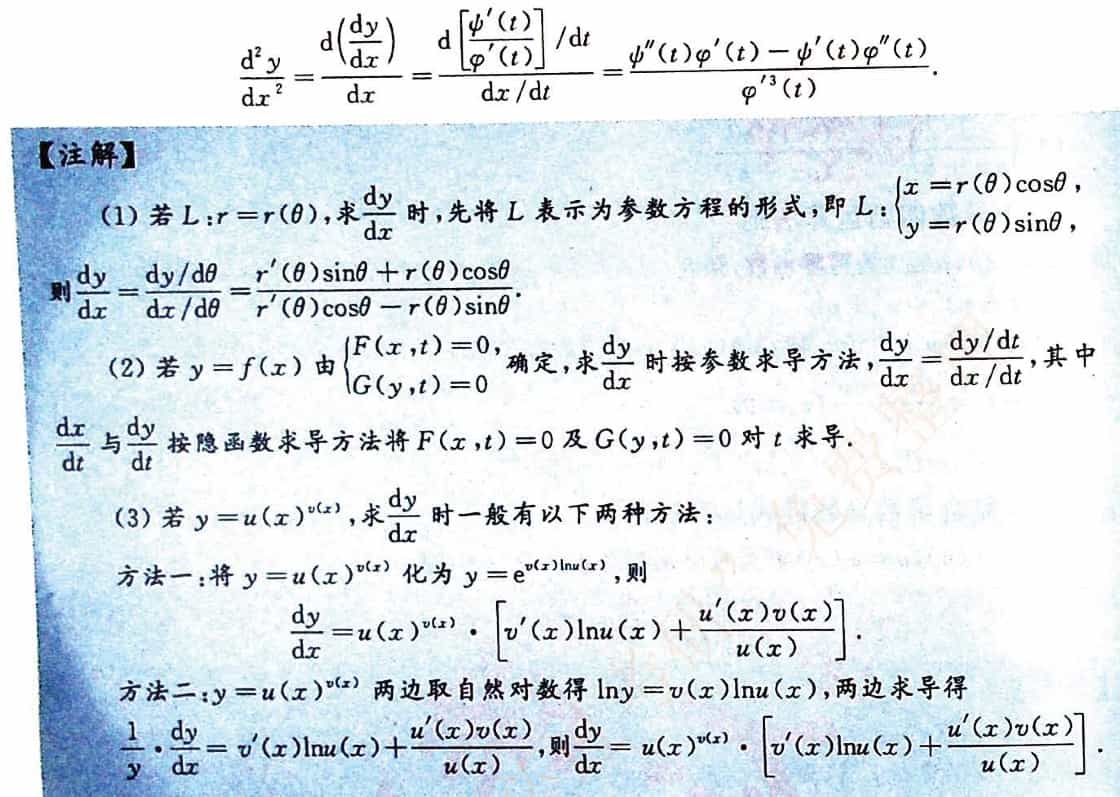 $\frac{d^2y}{dx^2}=\frac{d\left(\frac{dy}{dx}\right)}{dx}=\frac{d\left[\frac{\psi'(t)}{\varphi'(t)}\right]/dt}{dx/dt}=\frac{\psi''(t)\varphi'(t)-\psi'(t)\varphi''(t)}{\varphi'^3(t)}.$
【注解】
(1) 若 $L:r=r(\theta)$,求$\frac{dy}{dx}$ 时,先将 $L$ 表示为参数方程的形式,即 $L:\begin{cases}x=r(\theta)\cos\theta,\\y=r(\theta)\sin\theta,\end{cases}$
则$\frac{dy}{dx}=\frac{dy/d\theta}{dx/d\theta}=\frac{r'(\theta)\sin\theta+r(\theta)\cos\theta}{r'(\theta)\cos\theta-r(\theta)\sin\theta}.$
(2) 若 $y=f(x)$ 由$\begin{cases}F(x,t)=0,\\G(y,t)=0\end{cases}$ 确定,求$\frac{dy}{dx}$ 时按参数求导方法,$\frac{dy}{dx}=\frac{dy/dt}{dx/dt}$,其中
$\frac{dx}{dt}$ 与$\frac{dy}{dt}$ 按隐函数求导方法将 $F(x,t)=0$ 及 $G(y,t)=0$ 对 $t$ 求导.
(3) 若 $y=u(x)^{v(x)}$,求$\frac{dy}{dx}$ 时一般有以下两种方法:
方法一:将 $y=u(x)^{v(x)}$ 化为 $y=e^{v(x)\ln u(x)}$,则
$\frac{dy}{dx}=u(x)^{v(x)}\cdot\left[v'(x)\ln u(x)+\frac{u'(x)v(x)}{u(x)}\right].$
方法二:$y=u(x)^{v(x)}$ 两边取自然对数得 $\ln y=v(x)\ln u(x)$,两边求导得
$\frac{1}{y}\cdot\frac{dy}{dx}=v'(x)\ln u(x)+\frac{u'(x)v(x)}{u(x)}$,则$\frac{dy}{dx}=u(x)^{v(x)}\cdot\left[v'(x)\ln u(x)+\frac{u'(x)v(x)}{u(x)}\right].$